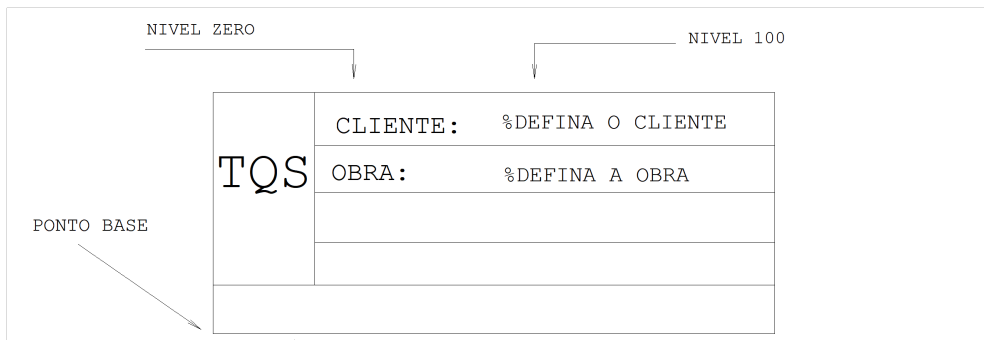 NIVEL ZERO
NIVEL 100
CLIENTE: %DEFINA O CLIENTE
TQS
OBRA: %DEFINA A OBRA
PONTO BASE